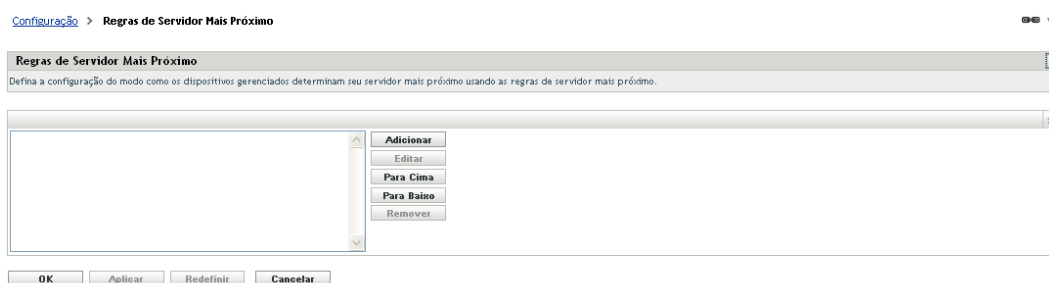 Configuração > Regras de Servidor Mais Próximo
Regras de Servidor Mais Próximo
Defina a configuração do modo como os dispositivos gerenciados determinam seu servidor mais próximo usando as regras de servidor mais próximo.
Adicionar
Editar
Para Cima
Para Baixo
Remover
OK Aplicar Redefinir Cancelar